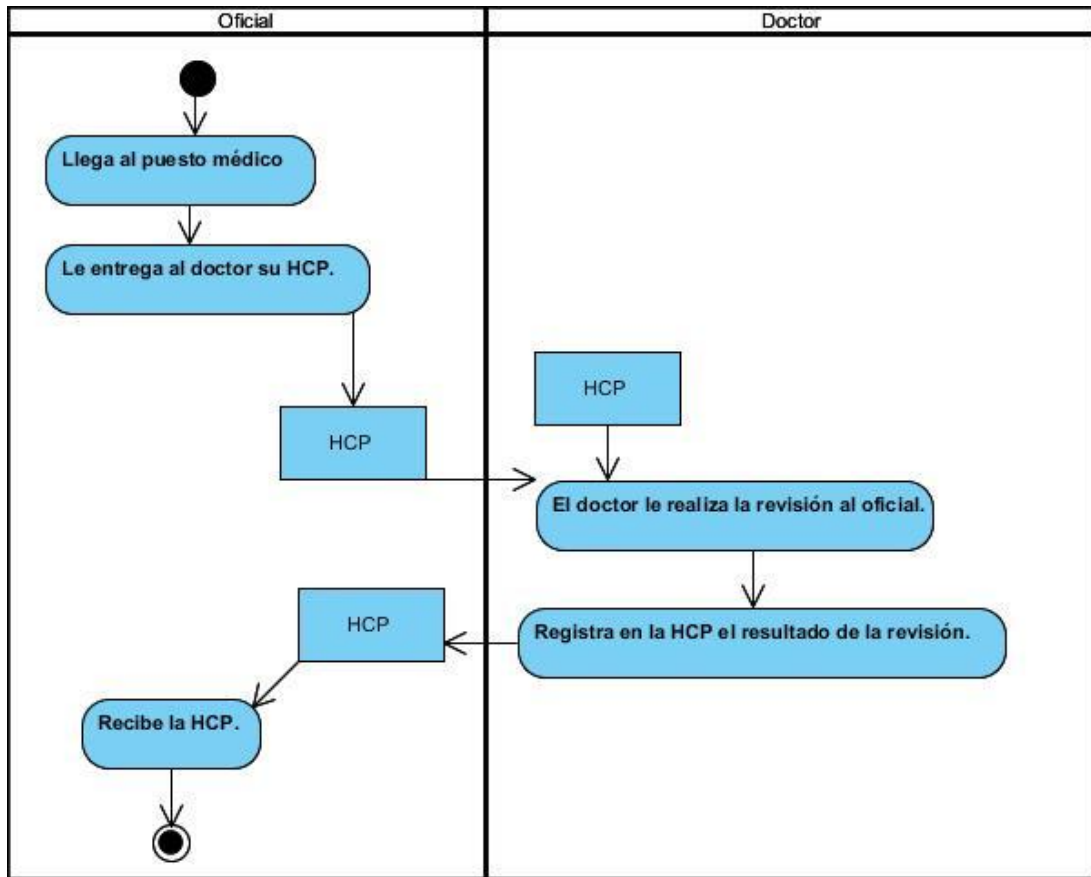 Oficial
Doctor
Llega al puesto médico
Le entrega al doctor su HCP.
HCP
HCP
El doctor le realiza la revisión al oficial.
Registra en la HCP el resultado de la revisión.
HCP
Recibe la HCP.